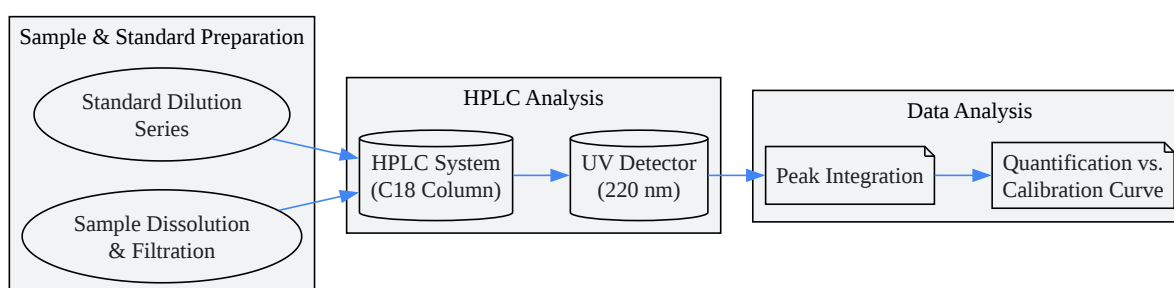 Sample & Standard Preparation
Standard Dilution
Series
Sample Dissolution
& Filtration
HPLC Analysis
HPLC System
(C18 Column)
UV Detector
(220 nm)
Data Analysis
Peak Integration
Quantification vs.
Calibration Curve